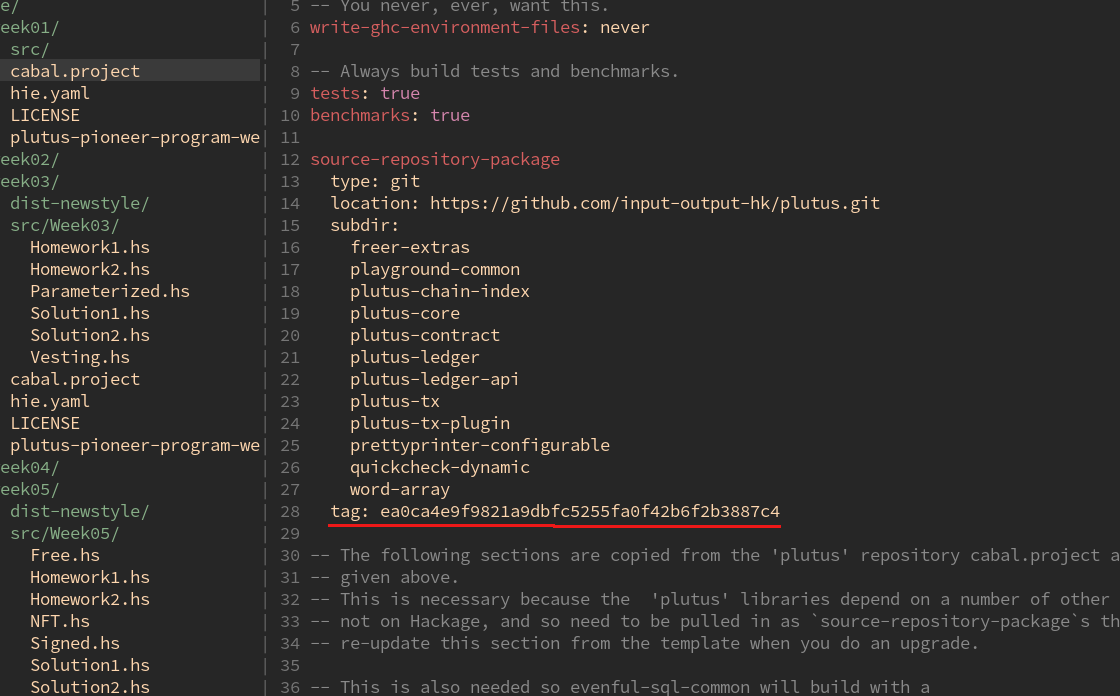 e/
eek01/
src/
cabal.project
hie.yaml
LICENSE
plutus-pioneer-program-we
eek02/
eek03/
dist-newstyle/
src/Week03/
Homework1.hs
Homework2.hs
Parameterized.hs
Solution1.hs
Solution2.hs
Vesting.hs
cabal.project
hie.yaml
LICENSE
plutus-pioneer-program-we
eek04/
eek05/
dist-newstyle/
src/Week05/
Free.hs
Homework1.hs
Homework2.hs
NFT.hs
Signed.hs
Solution1.hs
Solution2.hs
5 -- You never, ever, want this.
6 write-ghc-environment-files: never
7
8 -- Always build tests and benchmarks.
9 tests: true
10 benchmarks: true
11
12 source-repository-package
13 type: git
14 location: https://github.com/input-output-hk/plutus.git
15 subdir:
16 freer-extras
17 playground-common
18 plutus-chain-index
19 plutus-core
20 plutus-contract
21 plutus-ledger
22 plutus-ledger-api
23 plutus-tx
24 plutus-tx-plugin
25 prettyprinter-configurable
26 quickcheck-dynamic
27 word-array
28 tag: ea0ca4e9f9821a9dbfc5255fa0f42b6f2b3887c4
29
30 -- The following sections are copied from the 'plutus' repository cabal.project a
31 -- given above.
32 -- This is necessary because the  'plutus' libraries depend on a number of other
33 -- not on Hackage, and so need to be pulled in as `source-repository-package`s th
34 -- re-update this section from the template when you do an upgrade.
35
36 -- This is also needed so evenful-sql-common will build with a